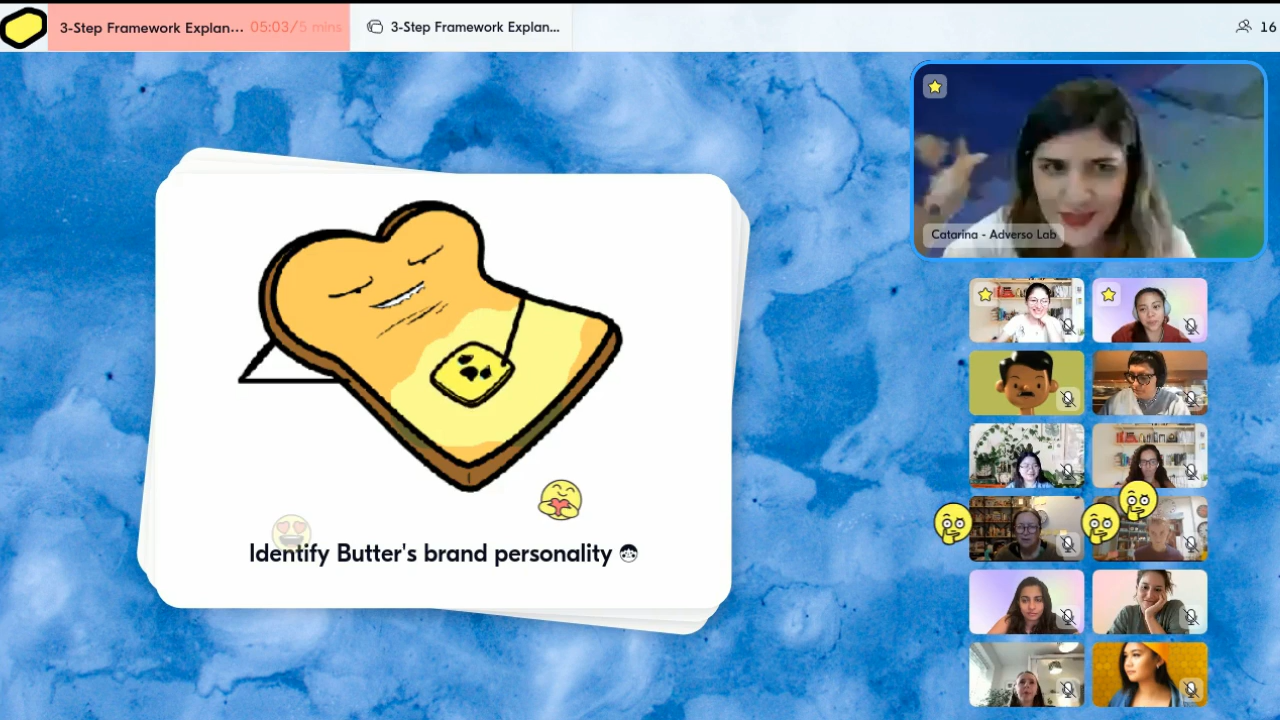 3-Step Framework Explan... 05:03/5 mins
3-Step Framework Explan...
16
Catarina - Adverso Lab
Identify Butter's brand personality